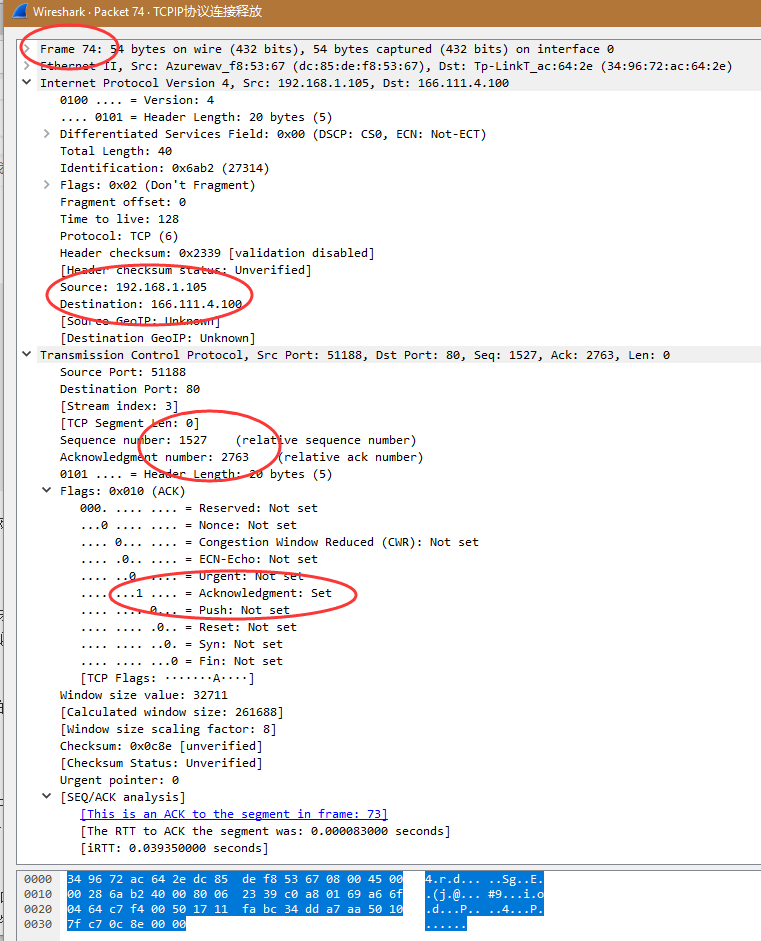 Wireshark · Packet 74 · TCPIP协议连接释放
Frame 74: 54 bytes on wire (432 bits), 54 bytes captured (432 bits) on interface 0
Ethernet II, Src: Azurewav_f8:53:67 (dc:85:de:f8:53:67), Dst: Tp-LinkT_ac:64:2e (34:96:72:ac:64:2e)
Internet Protocol Version 4, Src: 192.168.1.105, Dst: 166.111.4.100
0100 .... = Version: 4
.... 0101 = Header Length: 20 bytes (5)
Differentiated Services Field: 0x00 (DSCP: CS0, ECN: Not-ECT)
Total Length: 40
Identification: 0x6ab2 (27314)
Flags: 0x02 (Don't Fragment)
Fragment offset: 0
Time to live: 128
Protocol: TCP (6)
Header checksum: 0x2339 [validation disabled]
[Header checksum status: Unverified]
Source: 192.168.1.105
Destination: 166.111.4.100
[Source GeoIP: Unknown]
[Destination GeoIP: Unknown]
Transmission Control Protocol, Src Port: 51188, Dst Port: 80, Seq: 1527, Ack: 2763, Len: 0
Source Port: 51188
Destination Port: 80
[Stream index: 3]
[TCP Segment Len: 0]
Sequence number: 1527    (relative sequence number)
Acknowledgment number: 2763    (relative ack number)
0101 .... = Header Length: 20 bytes (5)
Flags: 0x010 (ACK)
000. .... .... = Reserved: Not set
...0 .... .... = Nonce: Not set
.... 0... .... = Congestion Window Reduced (CWR): Not set
.... .0.. .... = ECN-Echo: Not set
.... ..0. .... = Urgent: Not set
.... ...1 .... = Acknowledgment: Set
.... .... 0... = Push: Not set
.... .... .0.. = Reset: Not set
.... .... ..0. = Syn: Not set
.... .... ...0 = Fin: Not set
[TCP Flags: ·······A····]
Window size value: 32711
[Calculated window size: 261688]
[Window size scaling factor: 8]
Checksum: 0x0c8e [unverified]
[Checksum Status: Unverified]
Urgent pointer: 0
[SEQ/ACK analysis]
[This is an ACK to the segment in frame: 73]
[The RTT to ACK the segment was: 0.000083000 seconds]
[iRTT: 0.039350000 seconds]
0000 34 96 72 ac 64 2e dc 85 de f8 53 67 08 00 45 00 4.r.d... ..Sg..E.
0010 00 28 6a b2 40 00 80 06 23 39 c0 a8 01 69 a6 6f .(j.@... #9...i.o
0020 04 64 c7 f4 00 50 17 11 fa bc 34 dd a7 aa 50 10 .d...P.. ..4...P.
0030 7f c7 0c 8e 00 00 ......